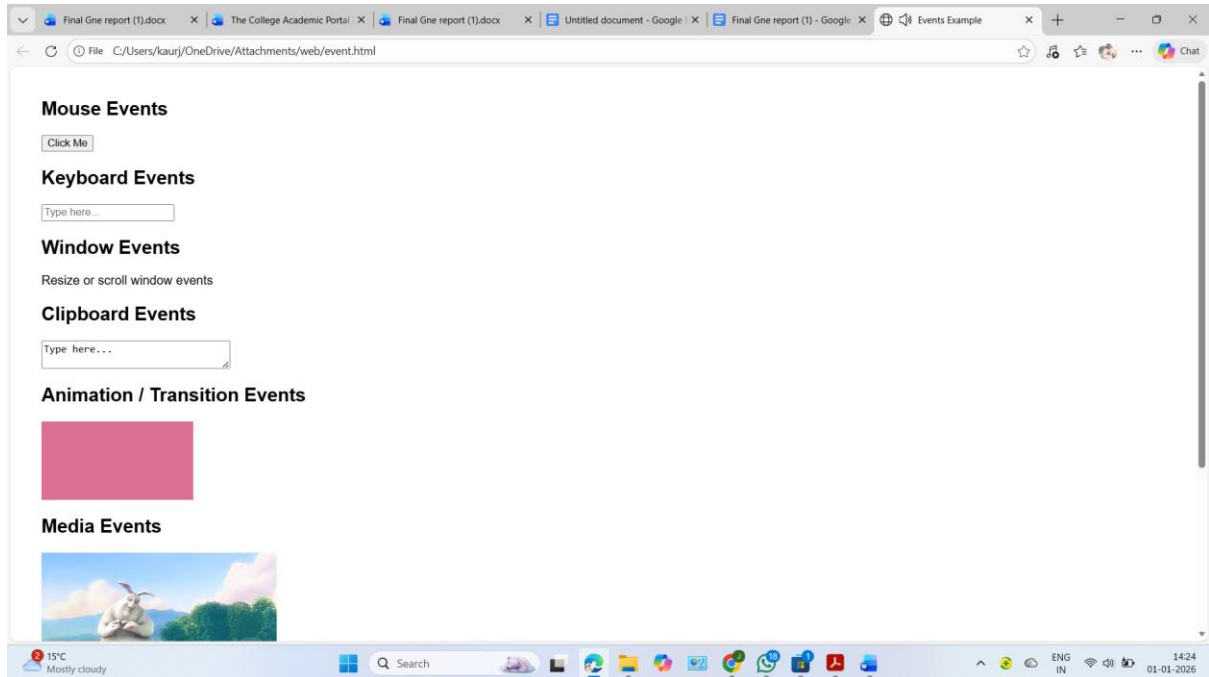 Final Gne report (1).docx
The College Academic Portal
Final Gne report (1).docx
Untitled document - Google
Final Gne report (1) - Google
Events Example
File C:/Users/kaurj/OneDrive/Attachments/web/event.html
Chat
Mouse Events
Click Me
Keyboard Events
Type here...
Window Events
Resize or scroll window events
Clipboard Events
Type here...
Animation / Transition Events
Media Events
2
15°C
Mostly cloudy
Search
ENG
IN
14:24
01-01-2026